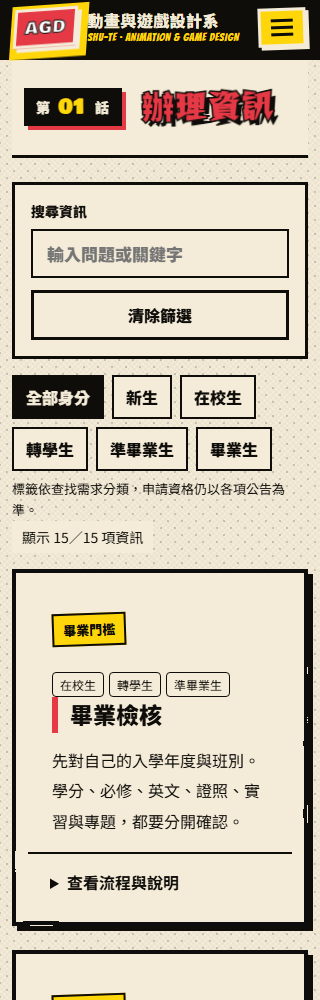 AGD
動畫與遊戲設計系
SHU-TE · ANIMATION & GAME DESIGN
第 01 話
辦理資訊
搜尋資訊
輸入問題或關鍵字
清除篩選
全部身分
新生
在校生
轉學生
準畢業生
畢業生
標籤依查找需求分類，申請資格仍以各項公告為
準。
顯示 15／15 項資訊
畢業門檻
在校生
轉學生
準畢業生
畢業檢核
先對自己的入學年度與班別。
學分、必修、英文、證照、實
習與專題，都要分開確認。
▶ 查看流程與說明